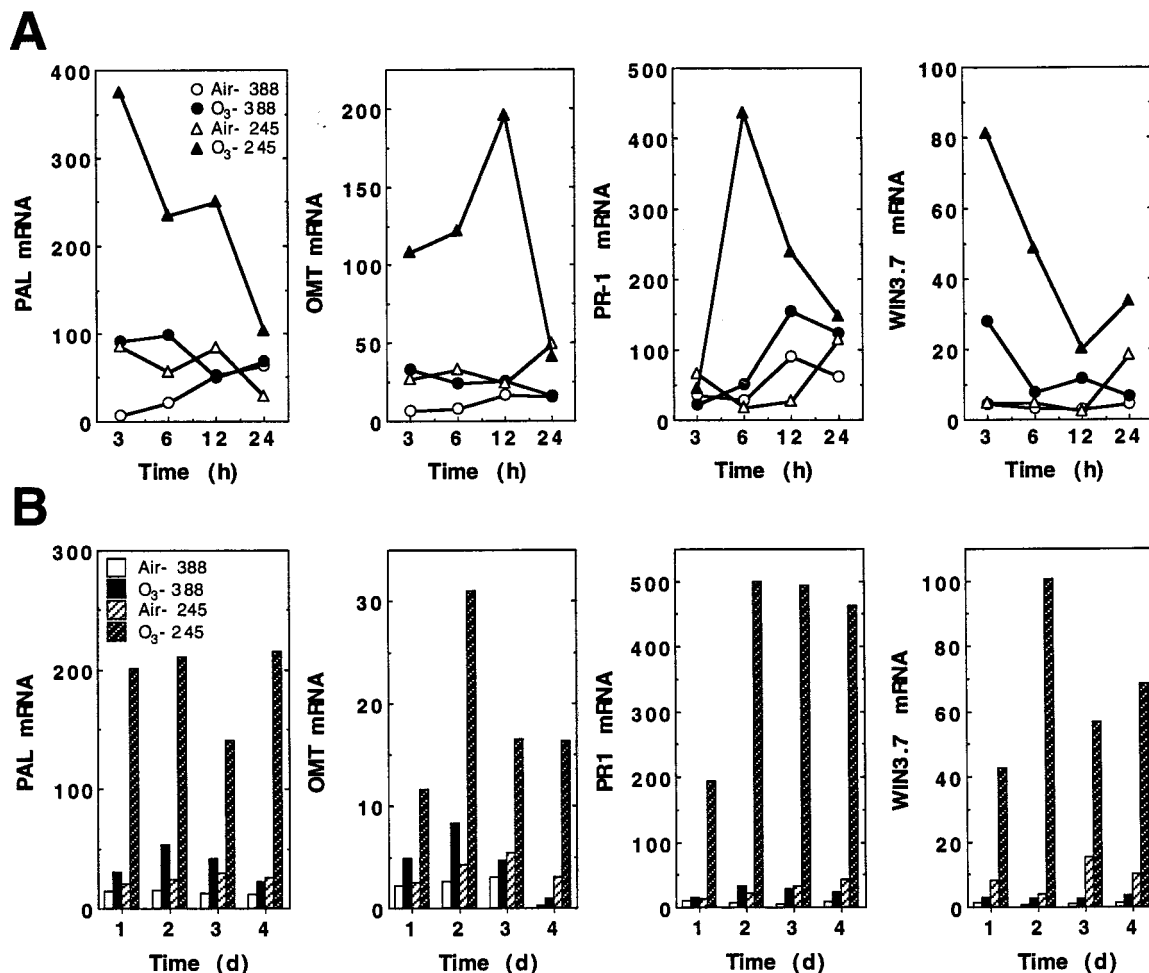 A
PAL mRNA
400
300
200
100
0
Air- 388
O3- 388
Air- 245
O3- 245
3 6 12 24
Time (h)
OMT mRNA
200
150
100
50
0
3 6 12 24
Time (h)
PR-1 mRNA
500
400
300
200
100
0
3 6 12 24
Time (h)
WIN3.7 mRNA
100
80
60
40
20
0
3 6 12 24
Time (h)
B
PAL mRNA
300
200
100
0
Air- 388
O3- 388
Air- 245
O3- 245
1 2 3 4
Time (d)
OMT mRNA
30
20
10
0
1 2 3 4
Time (d)
PR1 mRNA
500
400
300
200
100
0
1 2 3 4
Time (d)
WIN3.7 mRNA
100
80
60
40
20
0
1 2 3 4
Time (d)